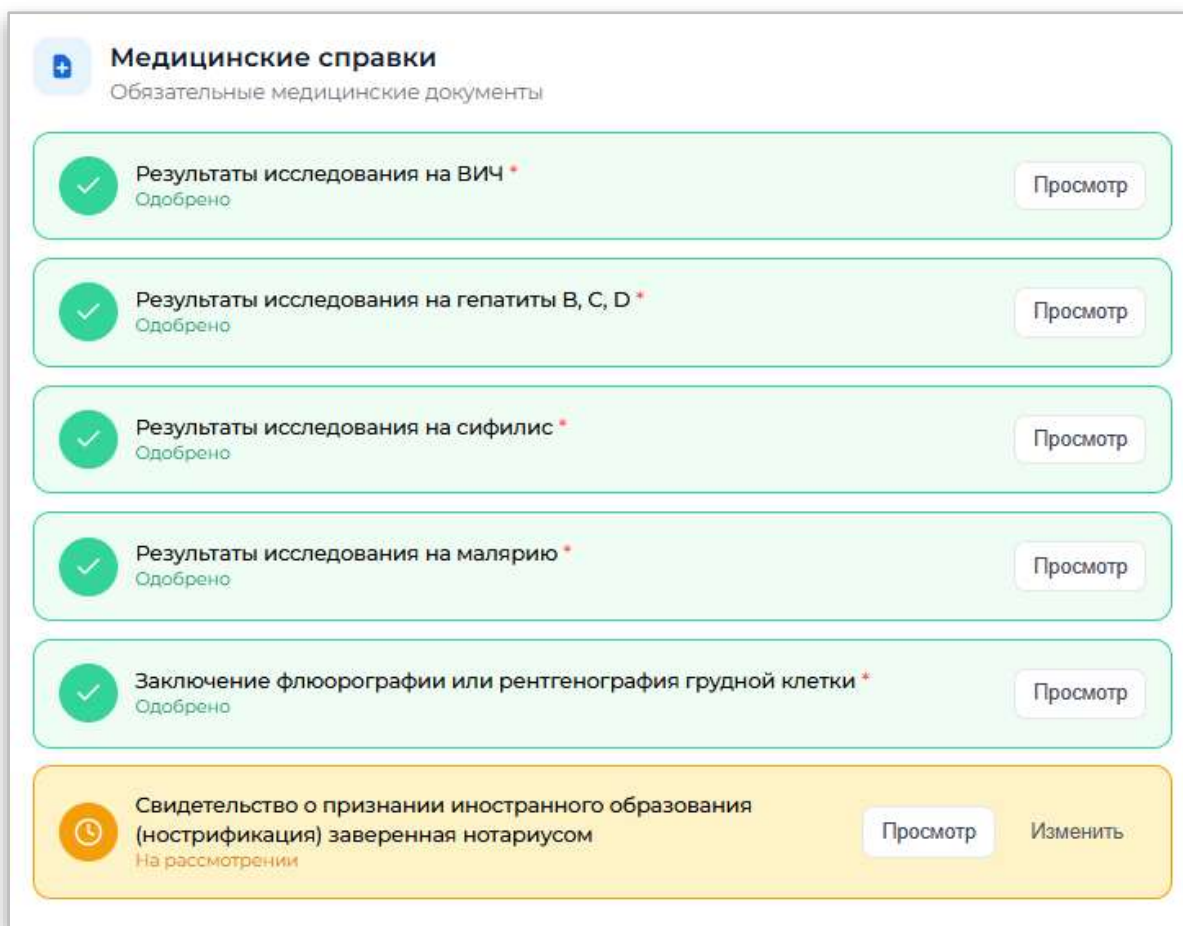 Медицинские справки
Обязательные медицинские документы
Результаты исследования на ВИЧ *
Одобрено
Просмотр
Результаты исследования на гепатиты B, C, D *
Одобрено
Просмотр
Результаты исследования на сифилис *
Одобрено
Просмотр
Результаты исследования на малярию *
Одобрено
Просмотр
Заключение флюорографии или рентгенография грудной клетки *
Одобрено
Просмотр
Свидетельство о признании иностранного образования
(нострификация) заверенная нотариусом
На рассмотрении
Просмотр
Изменить